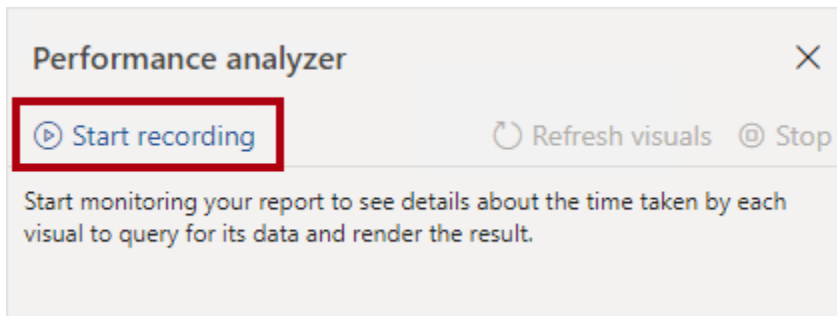 Performance analyzer
Start recording Refresh visuals Stop
Start monitoring your report to see details about the time taken by each
visual to query for its data and render the result.